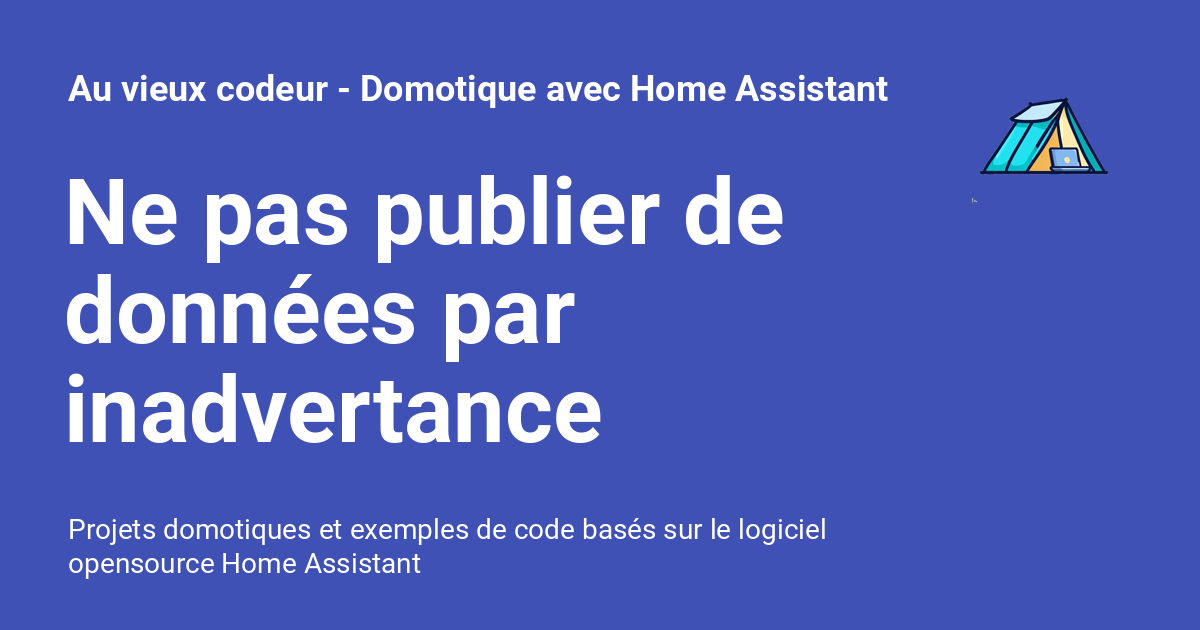 Au vieux codeur - Domotique avec Home Assistant
Ne pas publier de
données par
inadvertance
Projets domotiques et exemples de code basés sur le logiciel
opensource Home Assistant